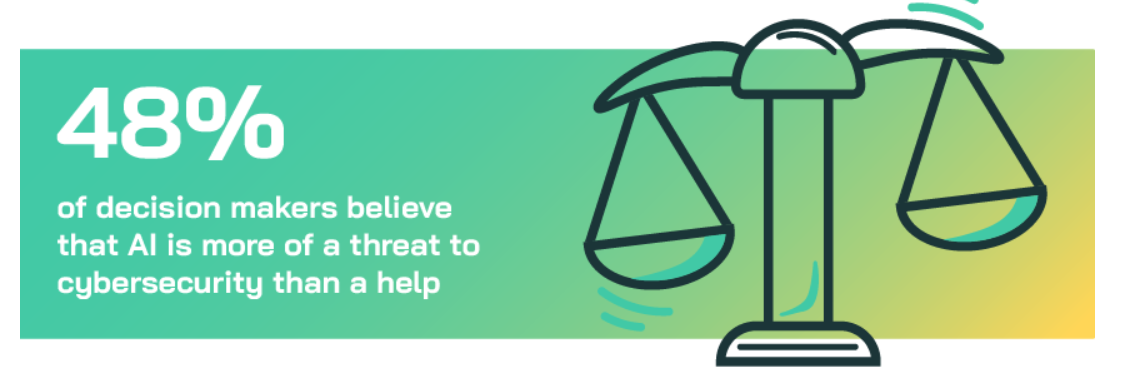 48%
of decision makers believe
that AI is more of a threat to
cybersecurity than a help